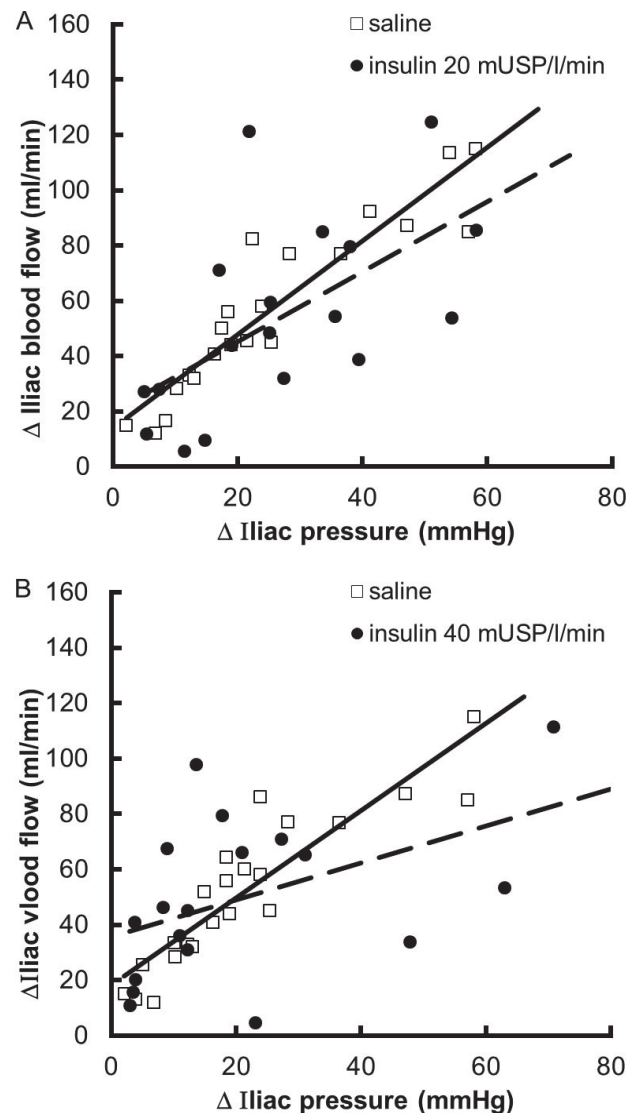 A
160
140
120
100
80
60
40
20
0
□ saline
● insulin 20 mUSP/l/min
Δ Iliac blood flow (ml/min)
0 20 40 60 80
Δ Iliac pressure (mmHg)
B
160
140
120
100
80
60
40
20
0
□ saline
● insulin 40 mUSP/l/min
ΔIliac vlood flow (ml/min)
0 20 40 60 80
Δ Iliac pressure (mmHg)